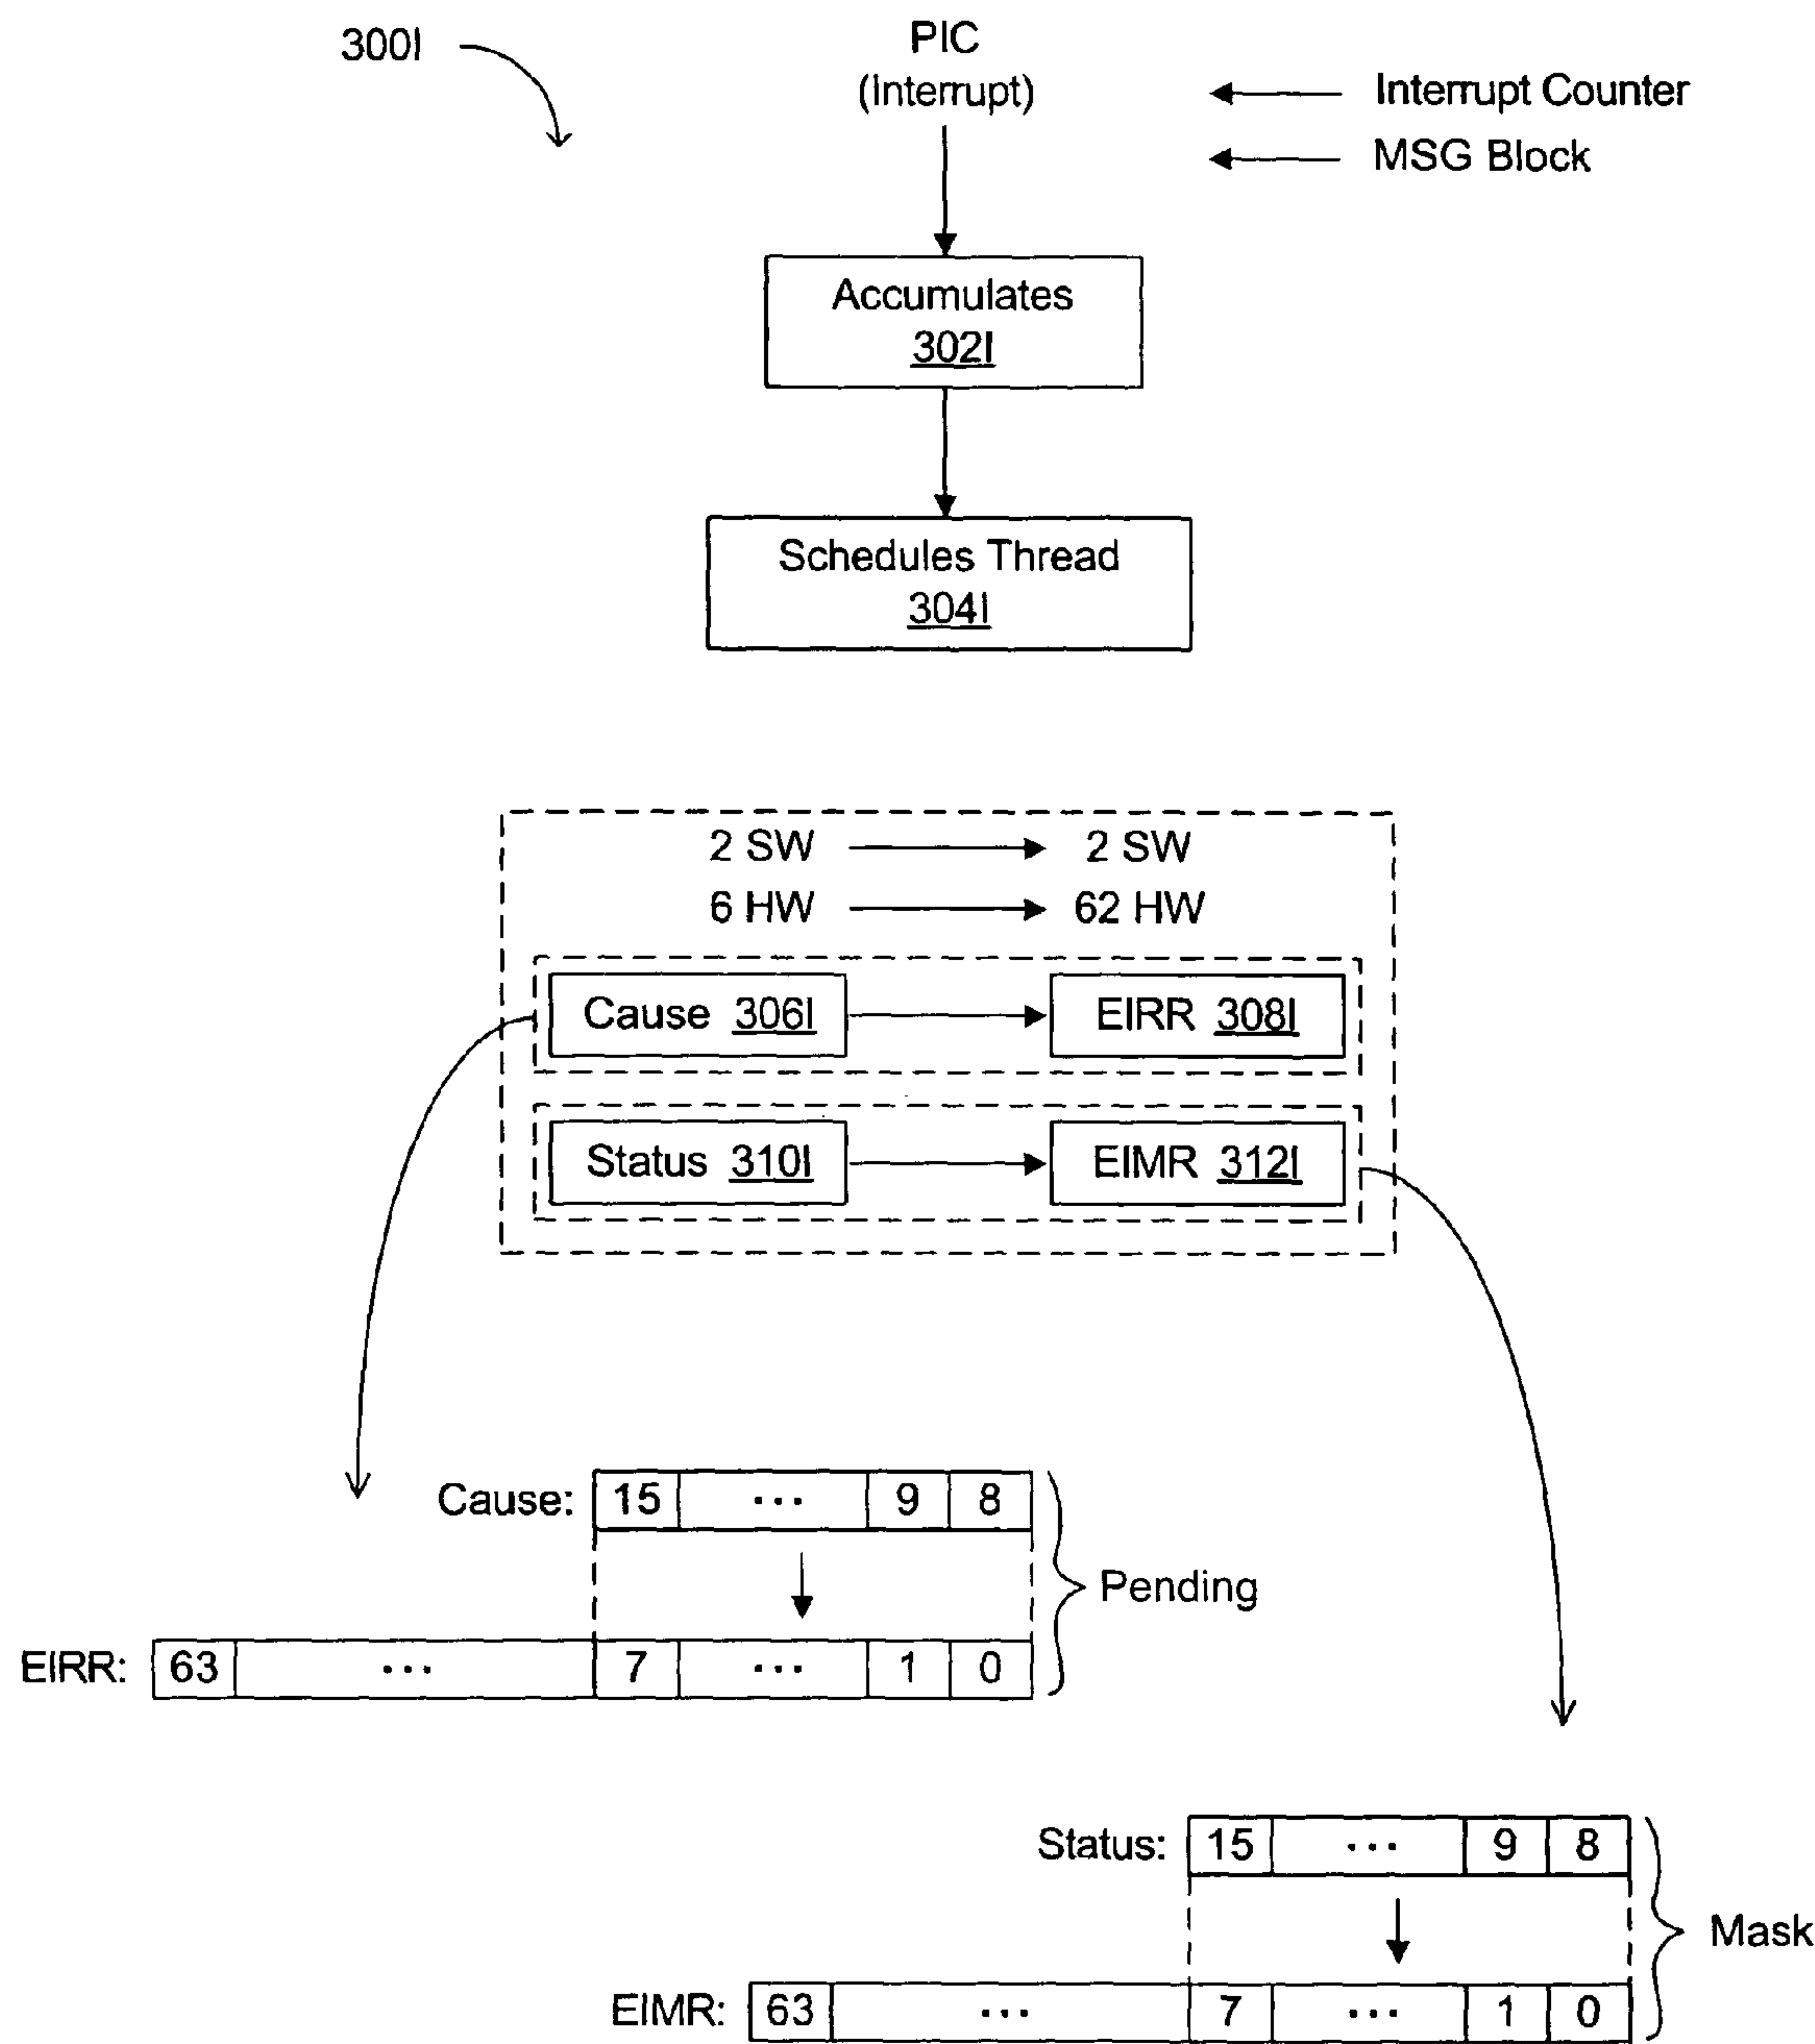 300I
PIC
(Interrupt)
Interrupt Counter
MSG Block
Accumulates
302I
Schedules Thread
304I
2 SW 2 SW
6 HW 62 HW
Cause 306I EIRR 308I
Status 310I EIMR 312I
Cause: 15 ... 9 8
Pending
EIRR: 63 ... 7 ... 1 0
Status: 15 ... 9 8
Mask
EIMR: 63 ... 7 ... 1 0